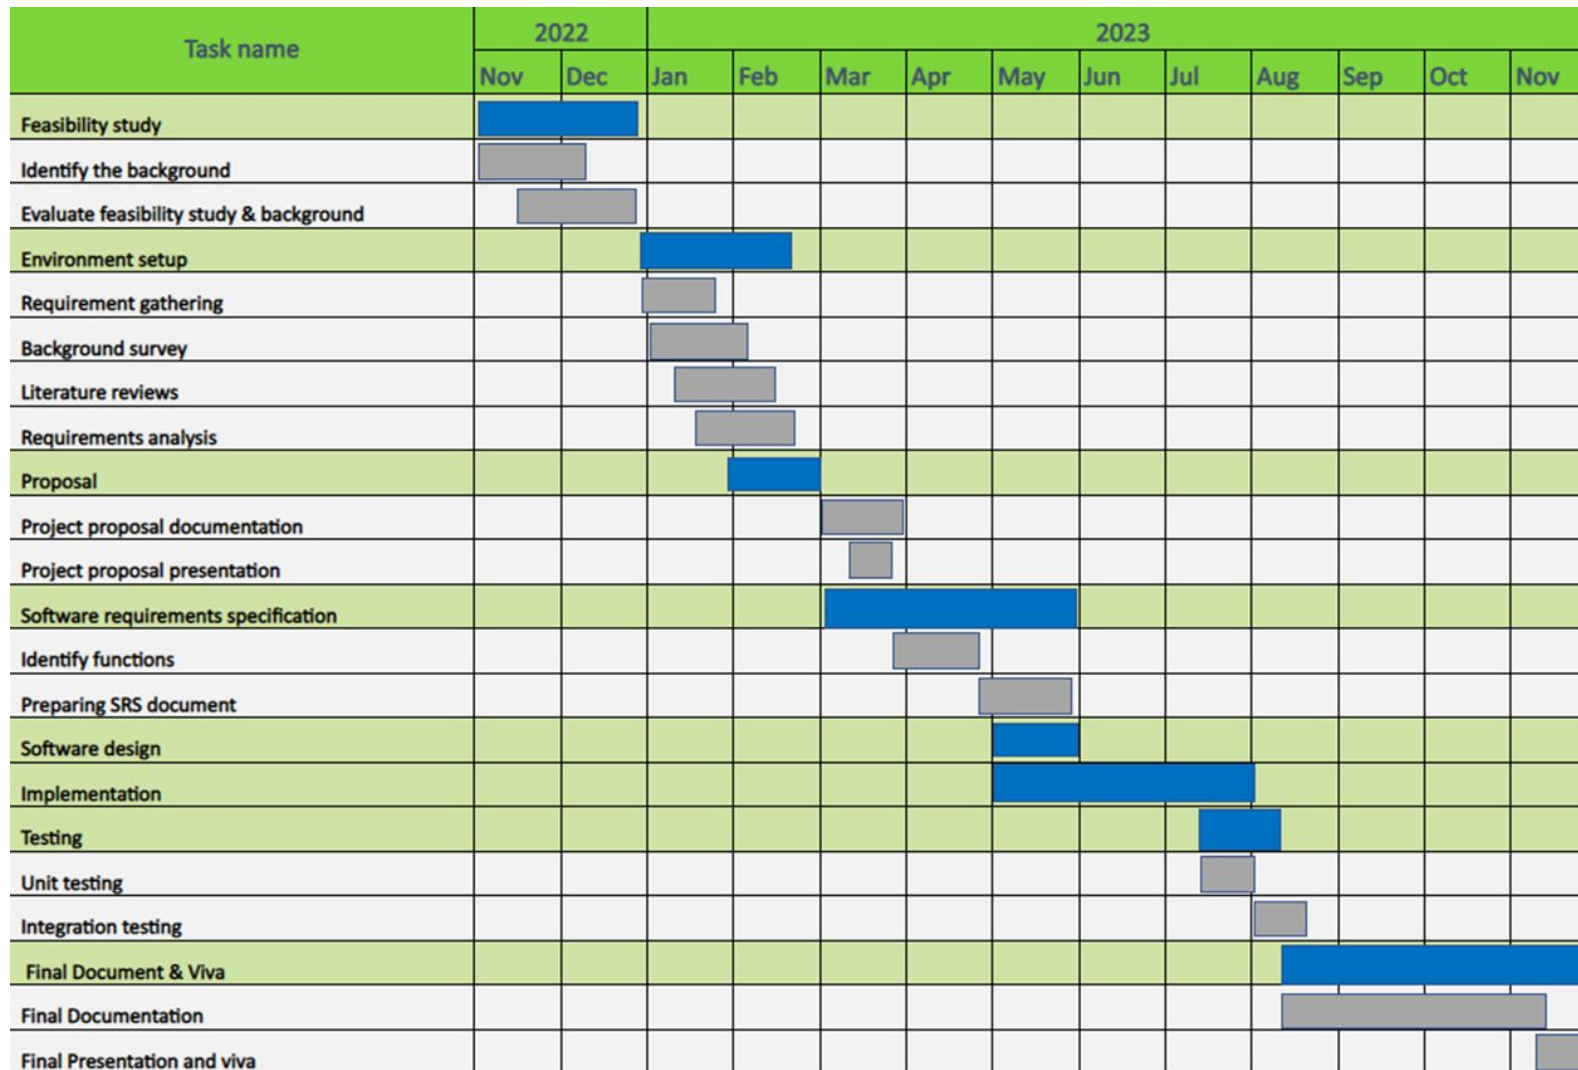 Task name
2022
2023
Nov Dec Jan Feb Mar Apr May Jun Jul Aug Sep Oct Nov
Feasibility study
Identify the background
Evaluate feasibility study & background
Environment setup
Requirement gathering
Background survey
Literature reviews
Requirements analysis
Proposal
Project proposal documentation
Project proposal presentation
Software requirements specification
Identify functions
Preparing SRS document
Software design
Implementation
Testing
Unit testing
Integration testing
Final Document & Viva
Final Documentation
Final Presentation and viva